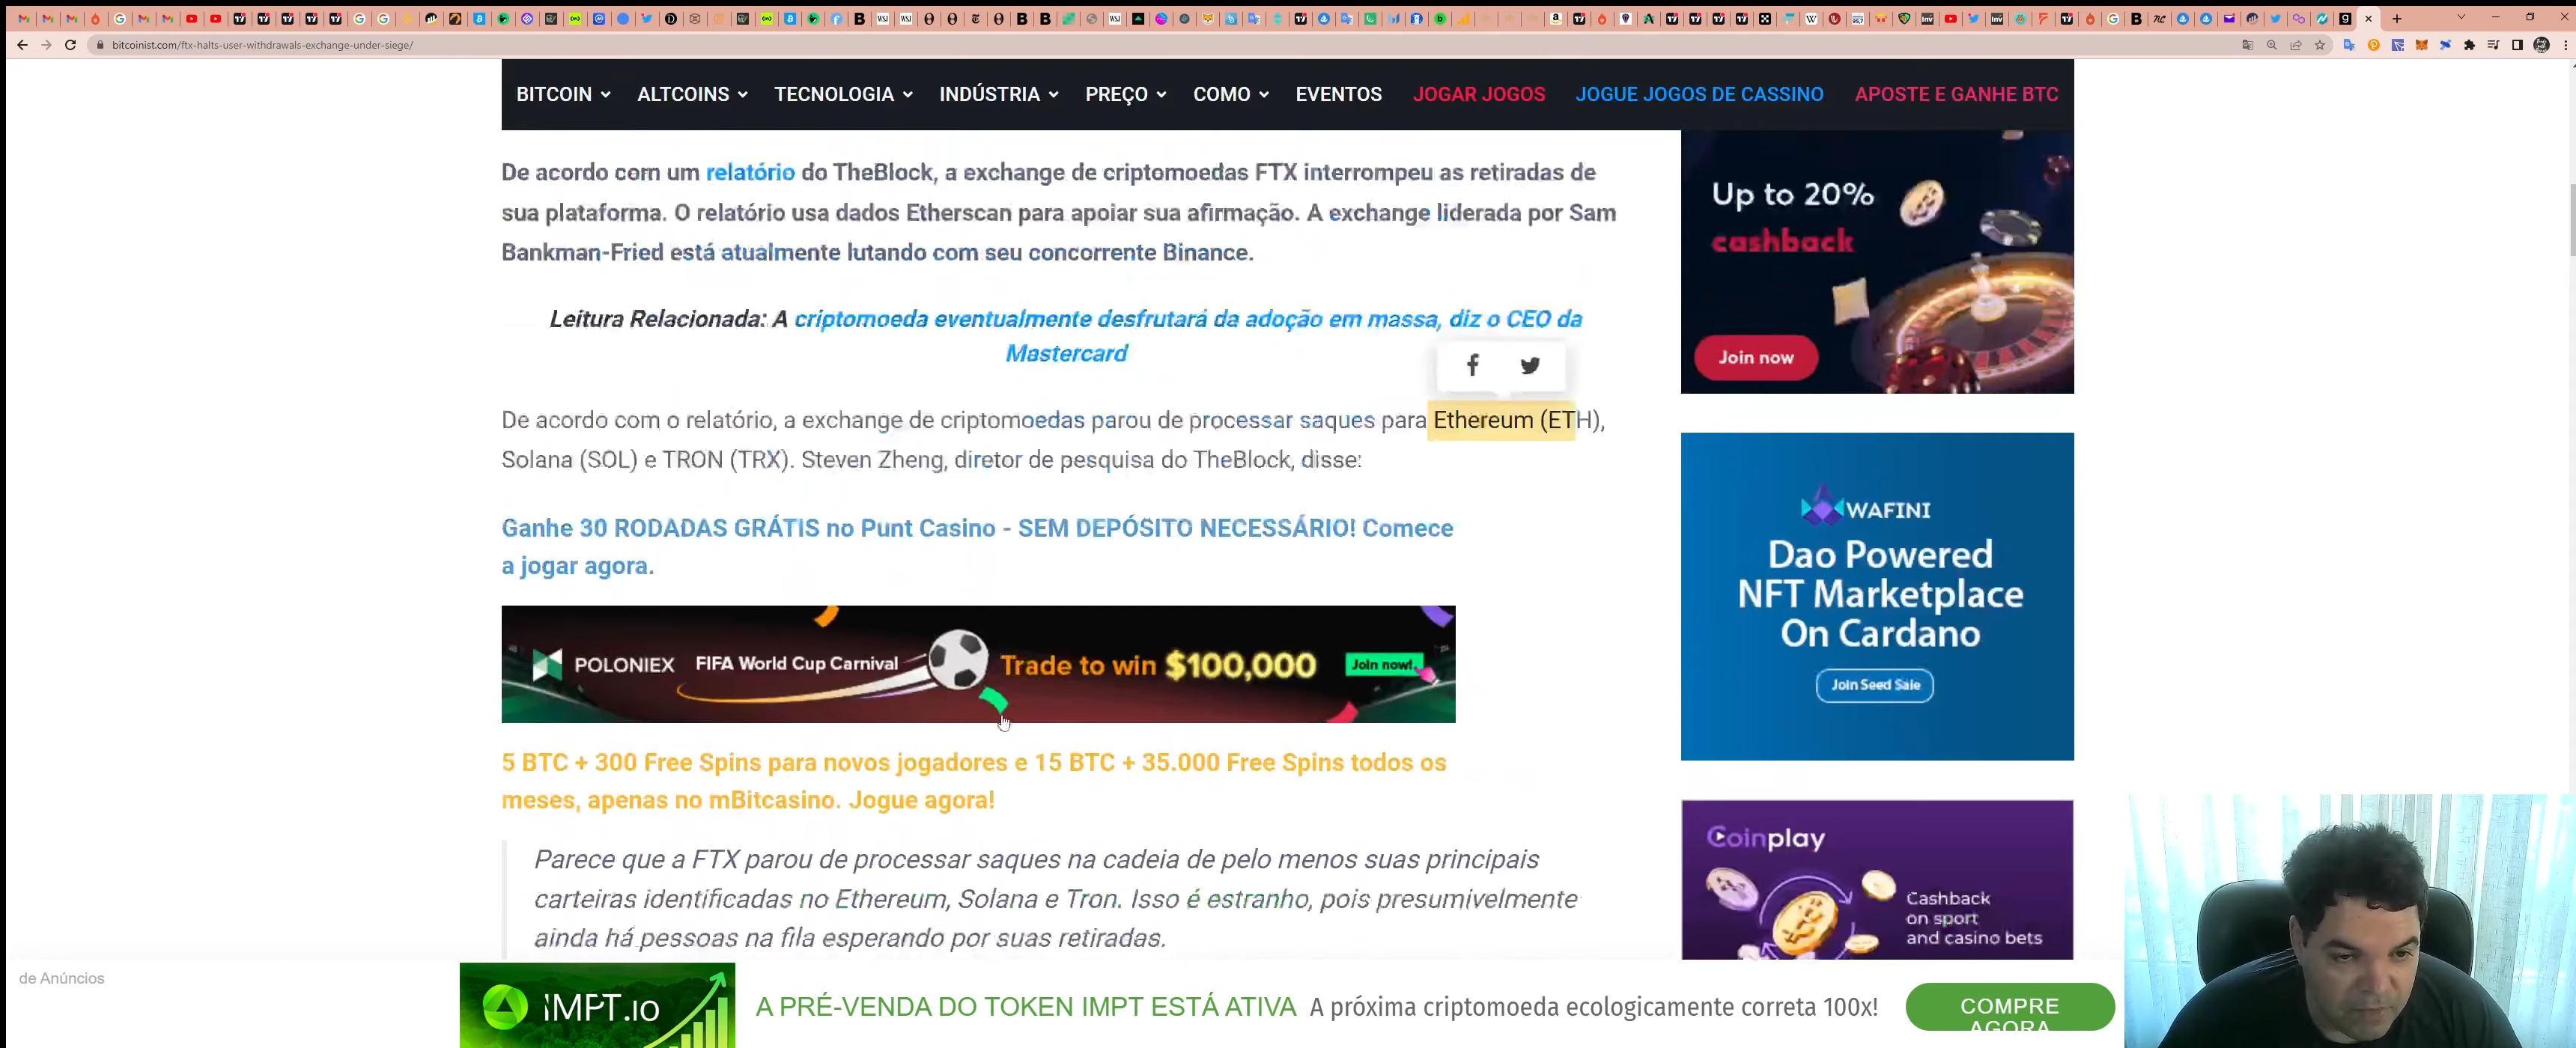 bitcoinist.com/ftx-halts-user-withdrawals-exchange-under-siege/
BITCOIN ALTCOINS TECNOLOGIA INDÚSTRIA PREÇO COMO EVENTOS JOGAR JOGOS JOGUE JOGOS DE CASSINO APOSTE E GANHE BTC
De acordo com um relatório do TheBlock, a exchange de criptomoedas FTX interrompeu as retiradas de
sua plataforma. O relatório usa dados Etherscan para apoiar sua afirmação. A exchange liderada por Sam
Bankman-Fried está atualmente lutando com seu concorrente Binance.
Leitura Relacionada: A criptomoeda eventualmente desfrutará da adoção em massa, diz o CEO da
Mastercard
De acordo com o relatório, a exchange de criptomoedas parou de processar saques para Ethereum (ETH),
Solana (SOL) e TRON (TRX). Steven Zheng, diretor de pesquisa do TheBlock, disse:
Ganhe 30 RODADAS GRÁTIS no Punt Casino - SEM DEPÓSITO NECESSÁRIO! Comece
a jogar agora.
POLONIEX FIFA World Cup Carnival Trade to win $100,000 Join now!
5 BTC + 300 Free Spins para novos jogadores e 15 BTC + 35.000 Free Spins todos os
meses, apenas no mBitcasino. Jogue agora!
Parece que a FTX parou de processar saques na cadeia de pelo menos suas principais
carteiras identificadas no Ethereum, Solana e Tron. Isso é estranho, pois presumivelmente
ainda há pessoas na fila esperando por suas retiradas.
Up to 20%
cashback
Join now
WAFINI
Dao Powered
NFT Marketplace
On Cardano
Join Seed Sale
Coinplay
Cashback
on sport
and casino bets
de Anúncios
IMPT.IO
A PRÉ-VENDA DO TOKEN IMPT ESTÁ ATIVA A próxima criptomoeda ecologicamente correta 100x!
COMPRE
AGORA